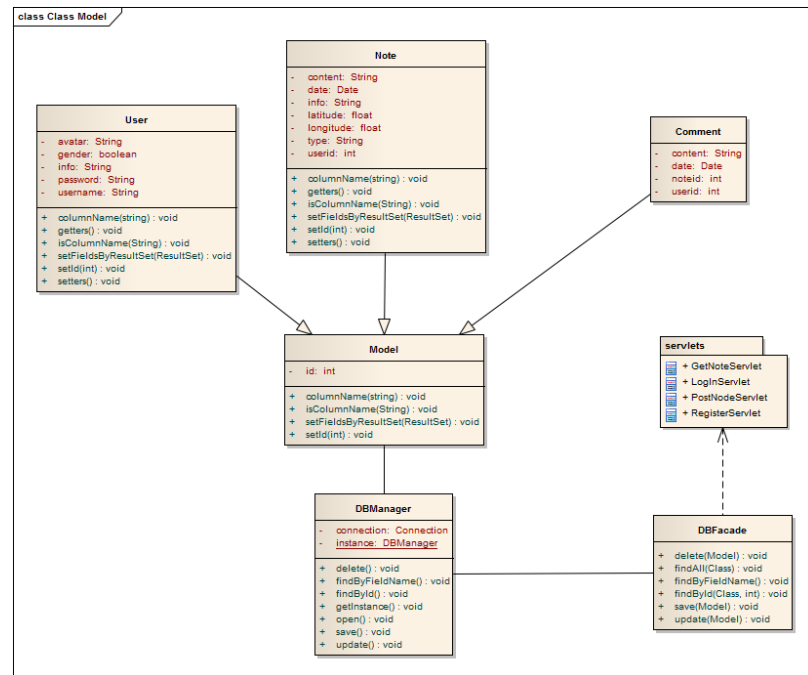 class Class Model
Note
- content: String
- date: Date
- info: String
- latitude: float
- longitude: float
- type: String
- userid: int
+ columnName(string) : void
+ getters() : void
+ isColumnName(String) : void
+ setFieldsByResultSet(ResultSet) : void
+ setId(int) : void
+ setters() : void
User
- avatar: String
- gender: boolean
- info: String
- password: String
- username: String
+ columnName(string) : void
+ getters() : void
+ isColumnName(String) : void
+ setFieldsByResultSet(ResultSet) : void
+ setId(int) : void
+ setters() : void
Comment
- content: String
- date: Date
- noteid: int
- userid: int
Model
- id: int
+ columnName(string) : void
+ isColumnName(String) : void
+ setFieldsByResultSet(ResultSet) : void
+ setId(int) : void
servlets
+ GetNoteServlet
+ LogInServlet
+ PostNodeServlet
+ RegisterServlet
DBManager
- connection: Connection
- instance: DBManager
+ delete() : void
+ findByFieldName() : void
+ findById() : void
+ getInstance() : void
+ open() : void
+ save() : void
+ update() : void
DBFacade
+ delete(Model) : void
+ findAll(Class) : void
+ findByFieldName() : void
+ findById(Class, int) : void
+ save(Model) : void
+ update(Model) : void